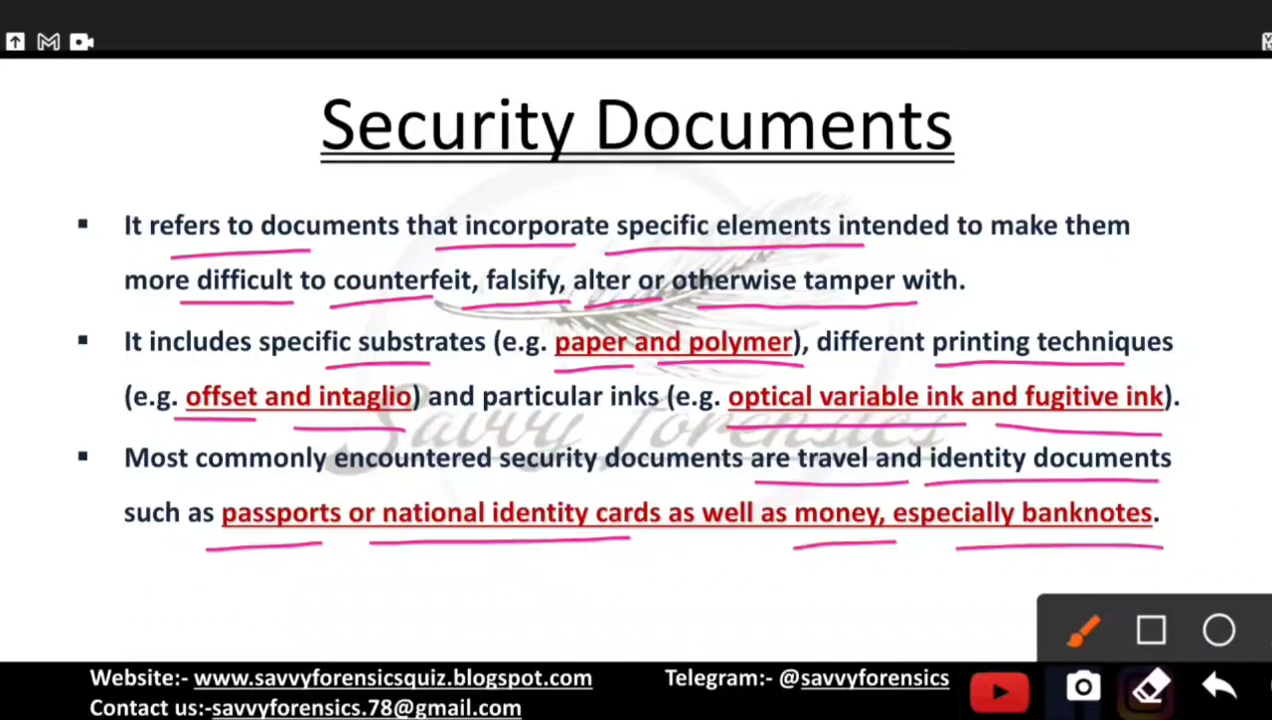 Security Documents
▪ It refers to documents that incorporate specific elements intended to make them
more difficult to counterfeit, falsify, alter or otherwise tamper with.
▪ It includes specific substrates (e.g. paper and polymer), different printing techniques
(e.g. offset and intaglio) and particular inks (e.g. optical variable ink and fugitive ink).
Savvy forensics
▪ Most commonly encountered security documents are travel and identity documents
such as passports or national identity cards as well as money, especially banknotes.
Website:- www.savvyforensicsquiz.blogspot.com Telegram:- @savvyforensics
Contact us:-savvyforensics.78@gmail.com